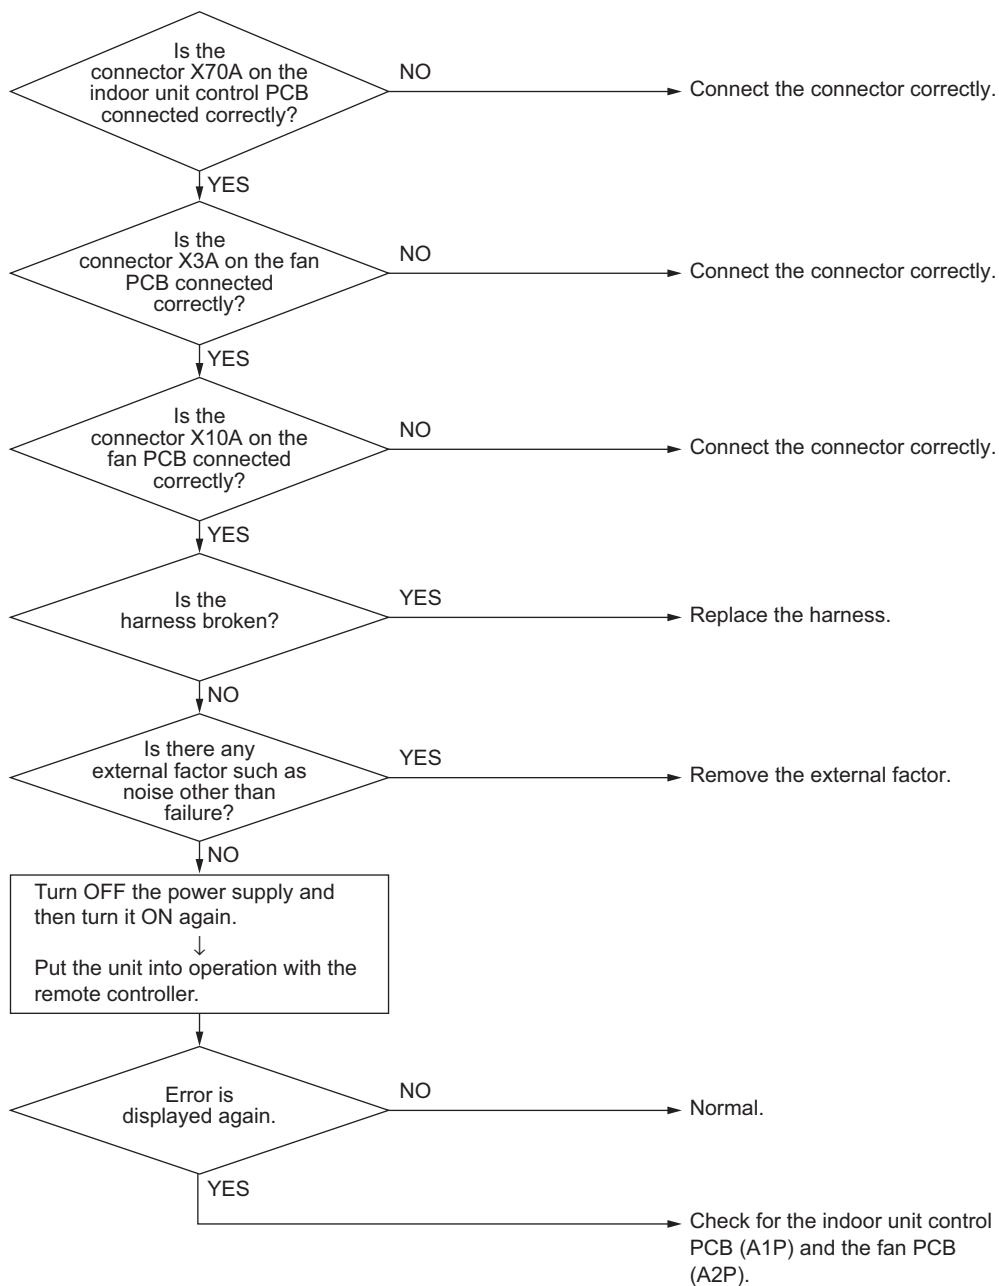 Is the
connector X70A on the
indoor unit control PCB
connected correctly?
NO
Connect the connector correctly.
YES
Is the
connector X3A on the fan
PCB connected
correctly?
NO
Connect the connector correctly.
YES
Is the
connector X10A on the
fan PCB connected
correctly?
NO
Connect the connector correctly.
YES
Is the
harness broken?
YES
Replace the harness.
NO
Is there any
external factor such as
noise other than
failure?
YES
Remove the external factor.
NO
Turn OFF the power supply and
then turn it ON again.
↓
Put the unit into operation with the
remote controller.
Error is
displayed again.
NO
Normal.
YES
Check for the indoor unit control
PCB (A1P) and the fan PCB
(A2P).